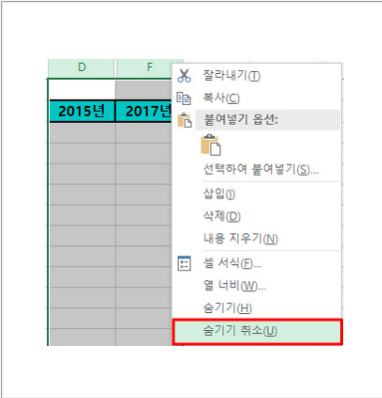 D F
잘라내기(T)
복사(C)
2015년 2017년
붙여넣기 옵션:
선택하여 붙여넣기(S)...
삽입(I)
삭제(D)
내용 지우기(N)
셀 서식(F)...
열 너비(W)...
숨기기(H)
숨기기 취소(U)